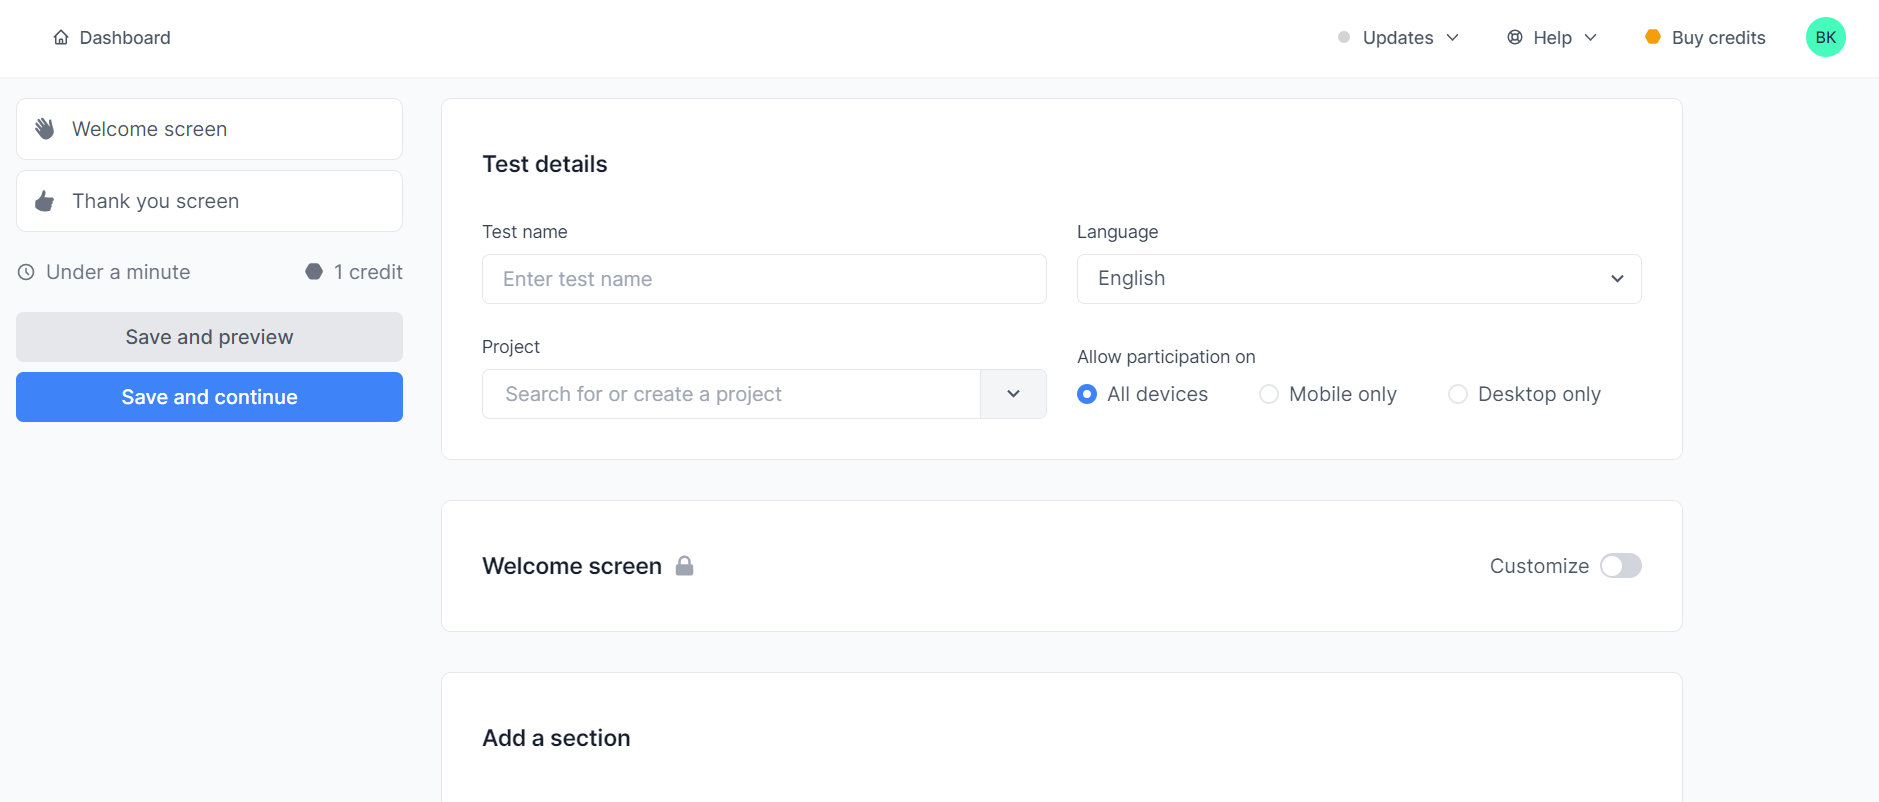 Dashboard
Updates
Help
Buy credits
BK
Welcome screen
Thank you screen
Under a minute
1 credit
Save and preview
Save and continue
Test details
Test name
Enter test name
Language
English
Project
Search for or create a project
Allow participation on
All devices
Mobile only
Desktop only
Welcome screen
Customize
Add a section